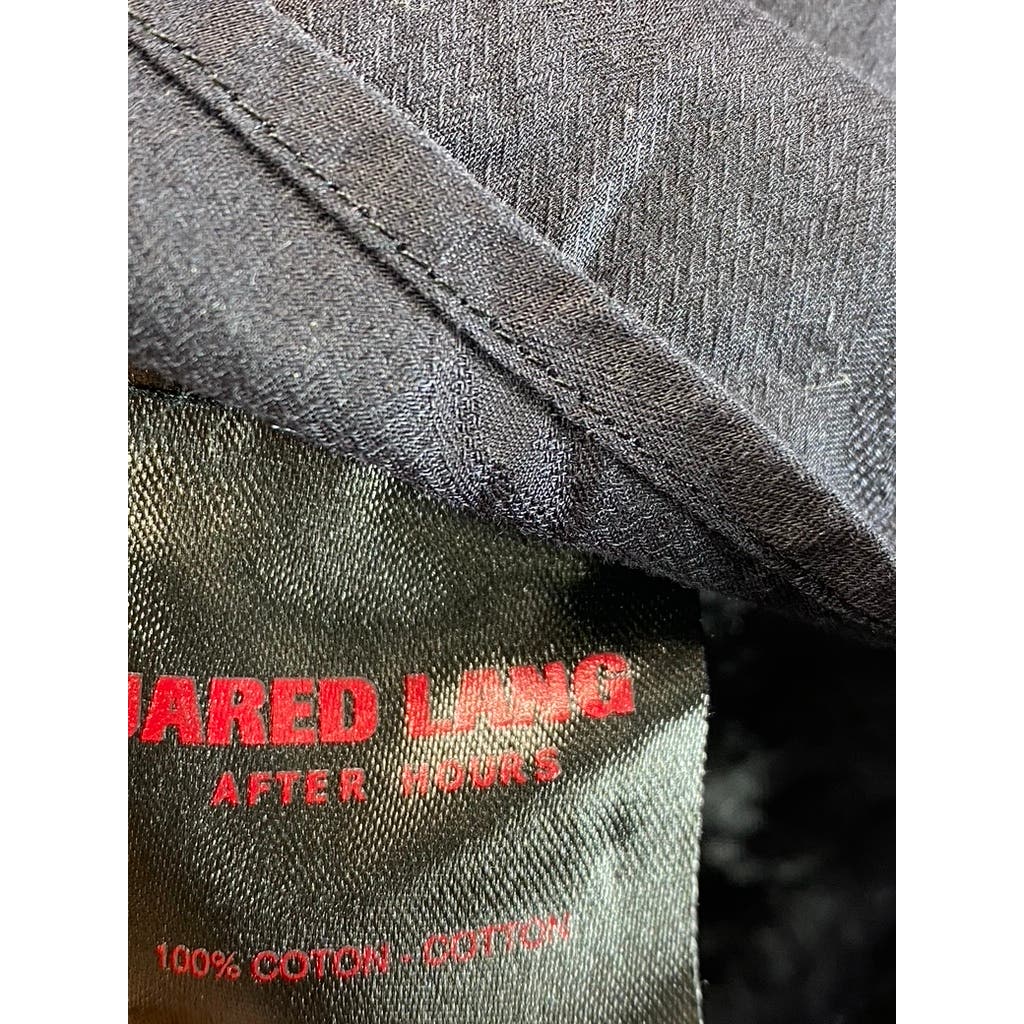 JARED LANG
AFTER HOURS
100% COTON - COTTON